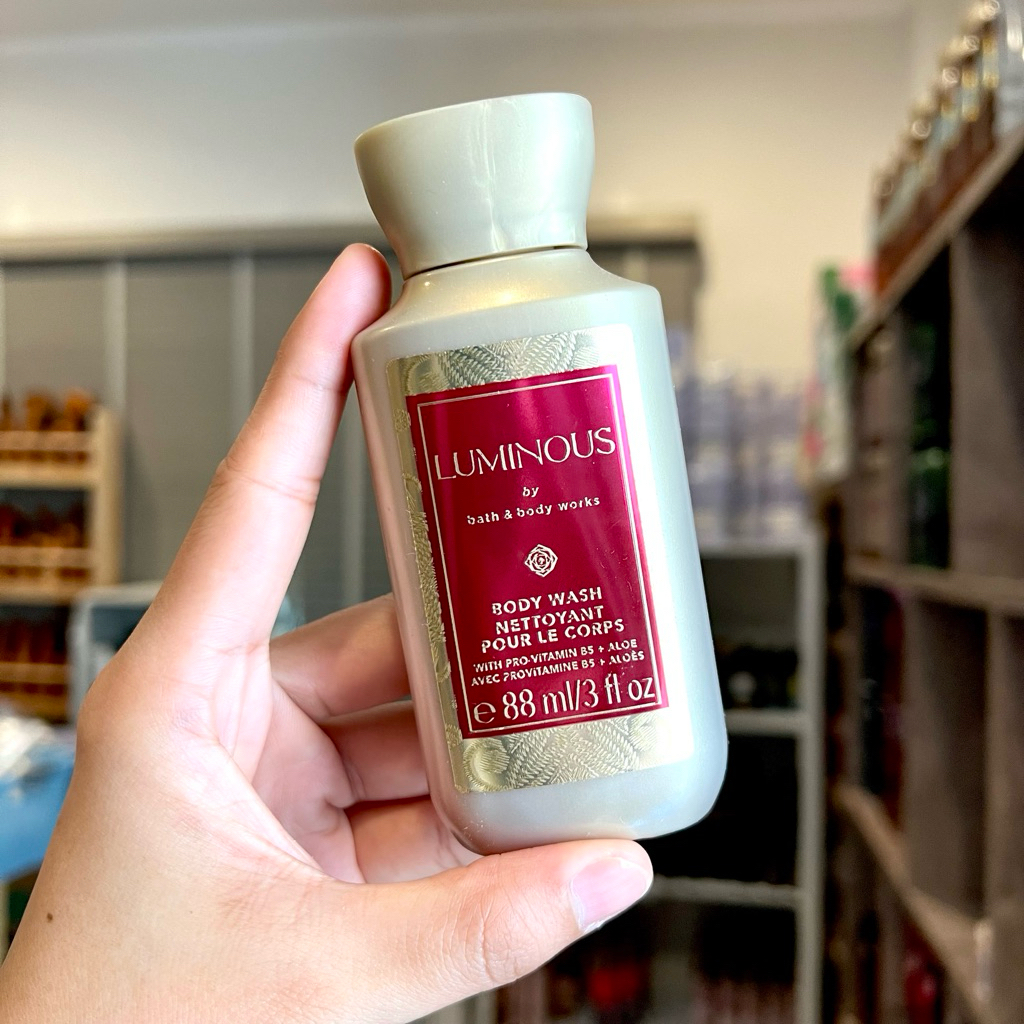 LUMINOUS
by
bath & body works
BODY WASH
NETTOYANT
POUR LE CORPS
WITH PRO-VITAMIN B5 + ALOE
AVEC PROVITAMINE B5 + ALOÈS
℮ 88 ml/3 fl oz